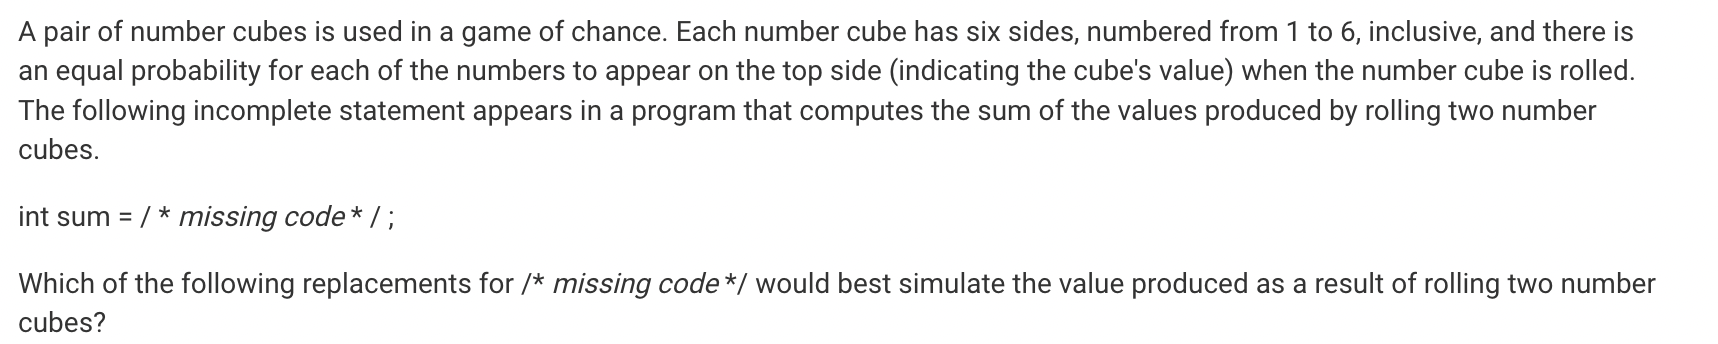 A pair of number cubes is used in a game of chance. Each number cube has six sides, numbered from 1 to 6, inclusive, and there is
an equal probability for each of the numbers to appear on the top side (indicating the cube's value) when the number cube is rolled.
The following incomplete statement appears in a program that computes the sum of the values produced by rolling two number
cubes.
int sum = / * missing code * / ;
Which of the following replacements for /* missing code */ would best simulate the value produced as a result of rolling two number
cubes?